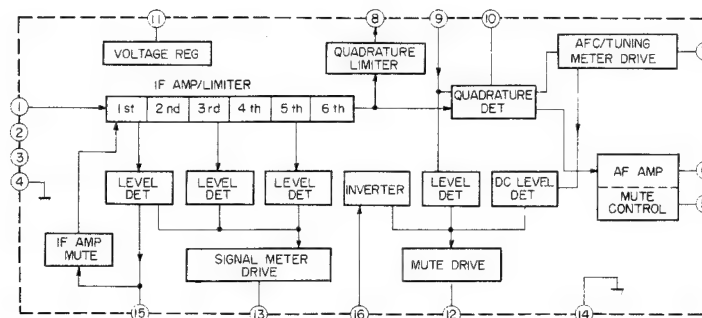 11
8
9
10
VOLTAGE REG
QUADRATURE
LIMITER
AFC/TUNING
METER DRIVE
IF AMP/LIMITER
1
1st 2nd 3rd 4th 5th 6th
QUADRATURE
DET
2
3
4
LEVEL
DET
LEVEL
DET
LEVEL
DET
INVERTER
LEVEL
DET
DC LEVEL
DET
AF AMP
MUTE
CONTROL
IF AMP
MUTE
SIGNAL METER
DRIVE
MUTE DRIVE
15
13
16
12
14